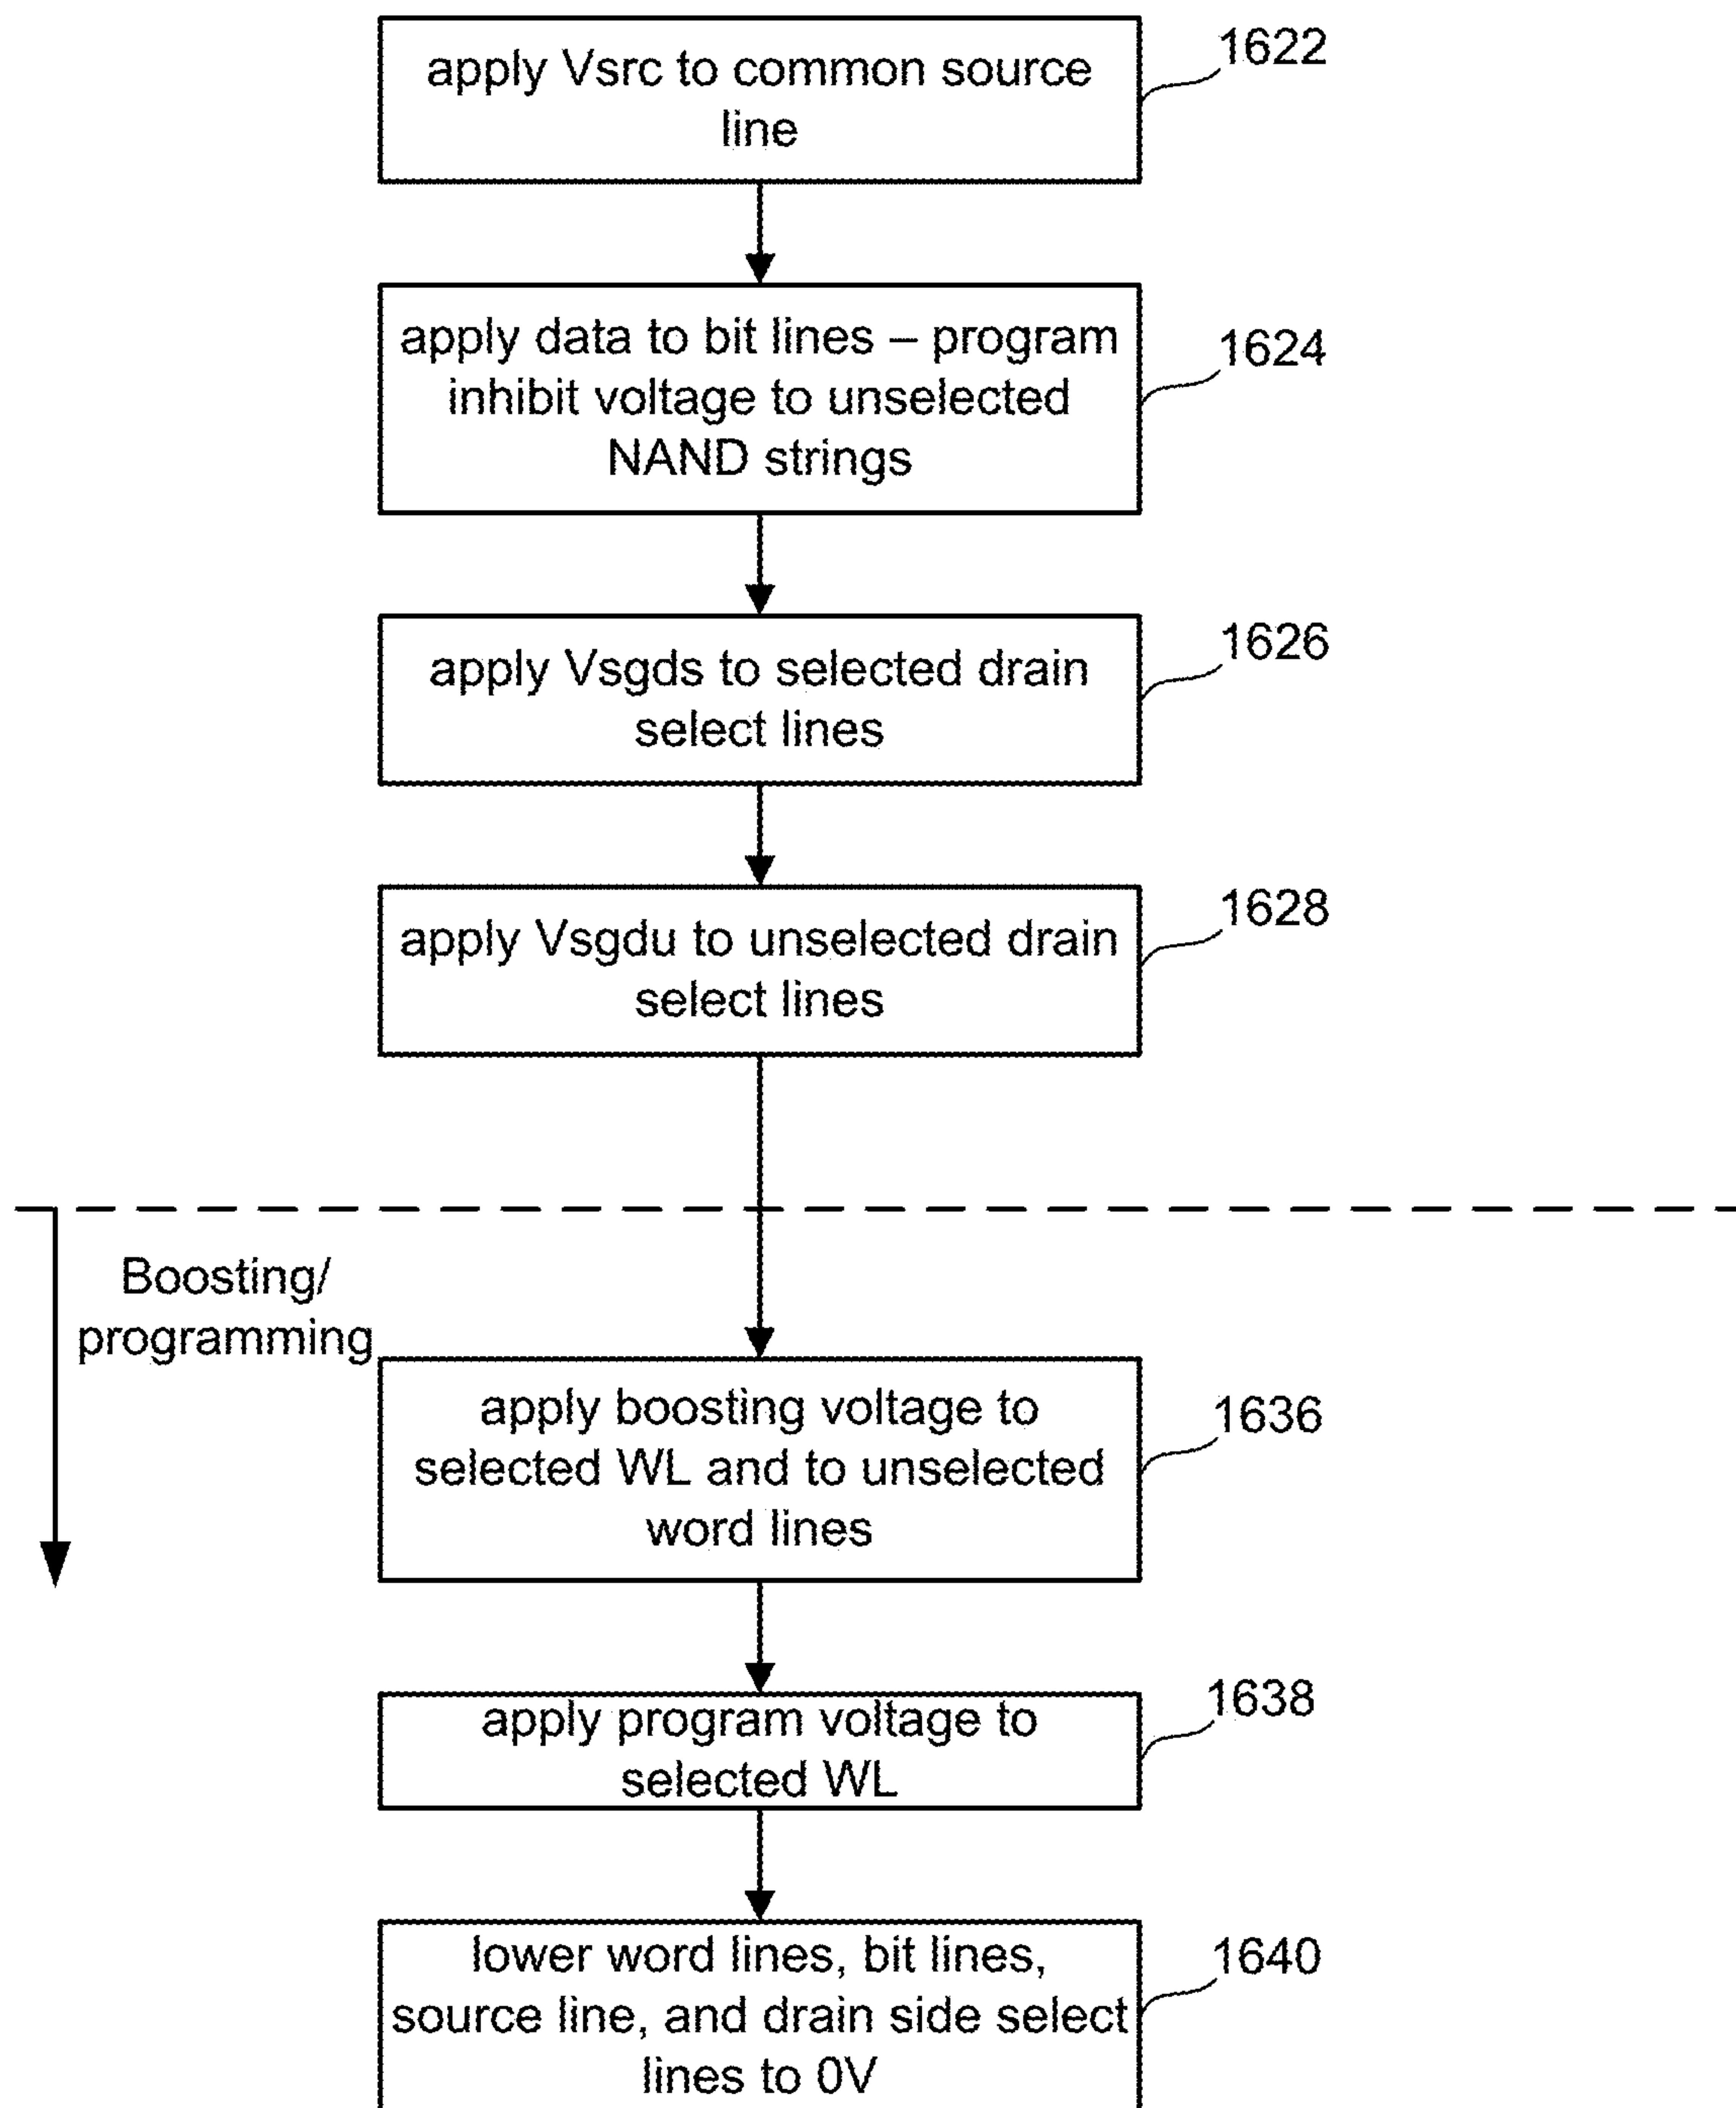 apply Vsrc to common source
line
1622
apply data to bit lines – program
inhibit voltage to unselected
NAND strings
1624
apply Vsgds to selected drain
select lines
1626
apply Vsgdu to unselected drain
select lines
1628
Boosting/
programming
apply boosting voltage to
selected WL and to unselected
word lines
1636
apply program voltage to
selected WL
1638
lower word lines, bit lines,
source line, and drain side select
lines to 0V
1640